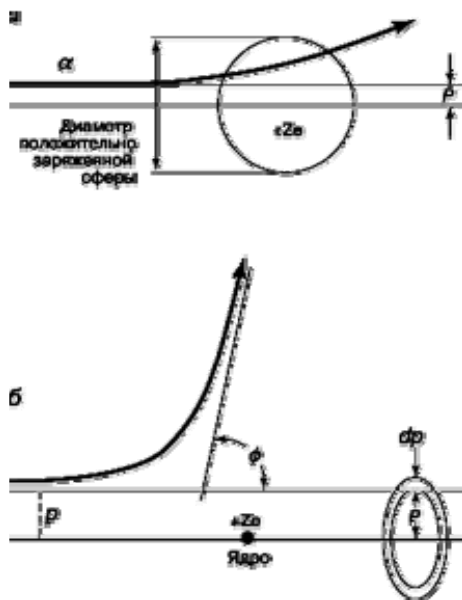 α
P
Диаметр
положительно
заряженной
сферы
+Ze
б
dp
ϕ
P
P
+Ze
Ядро